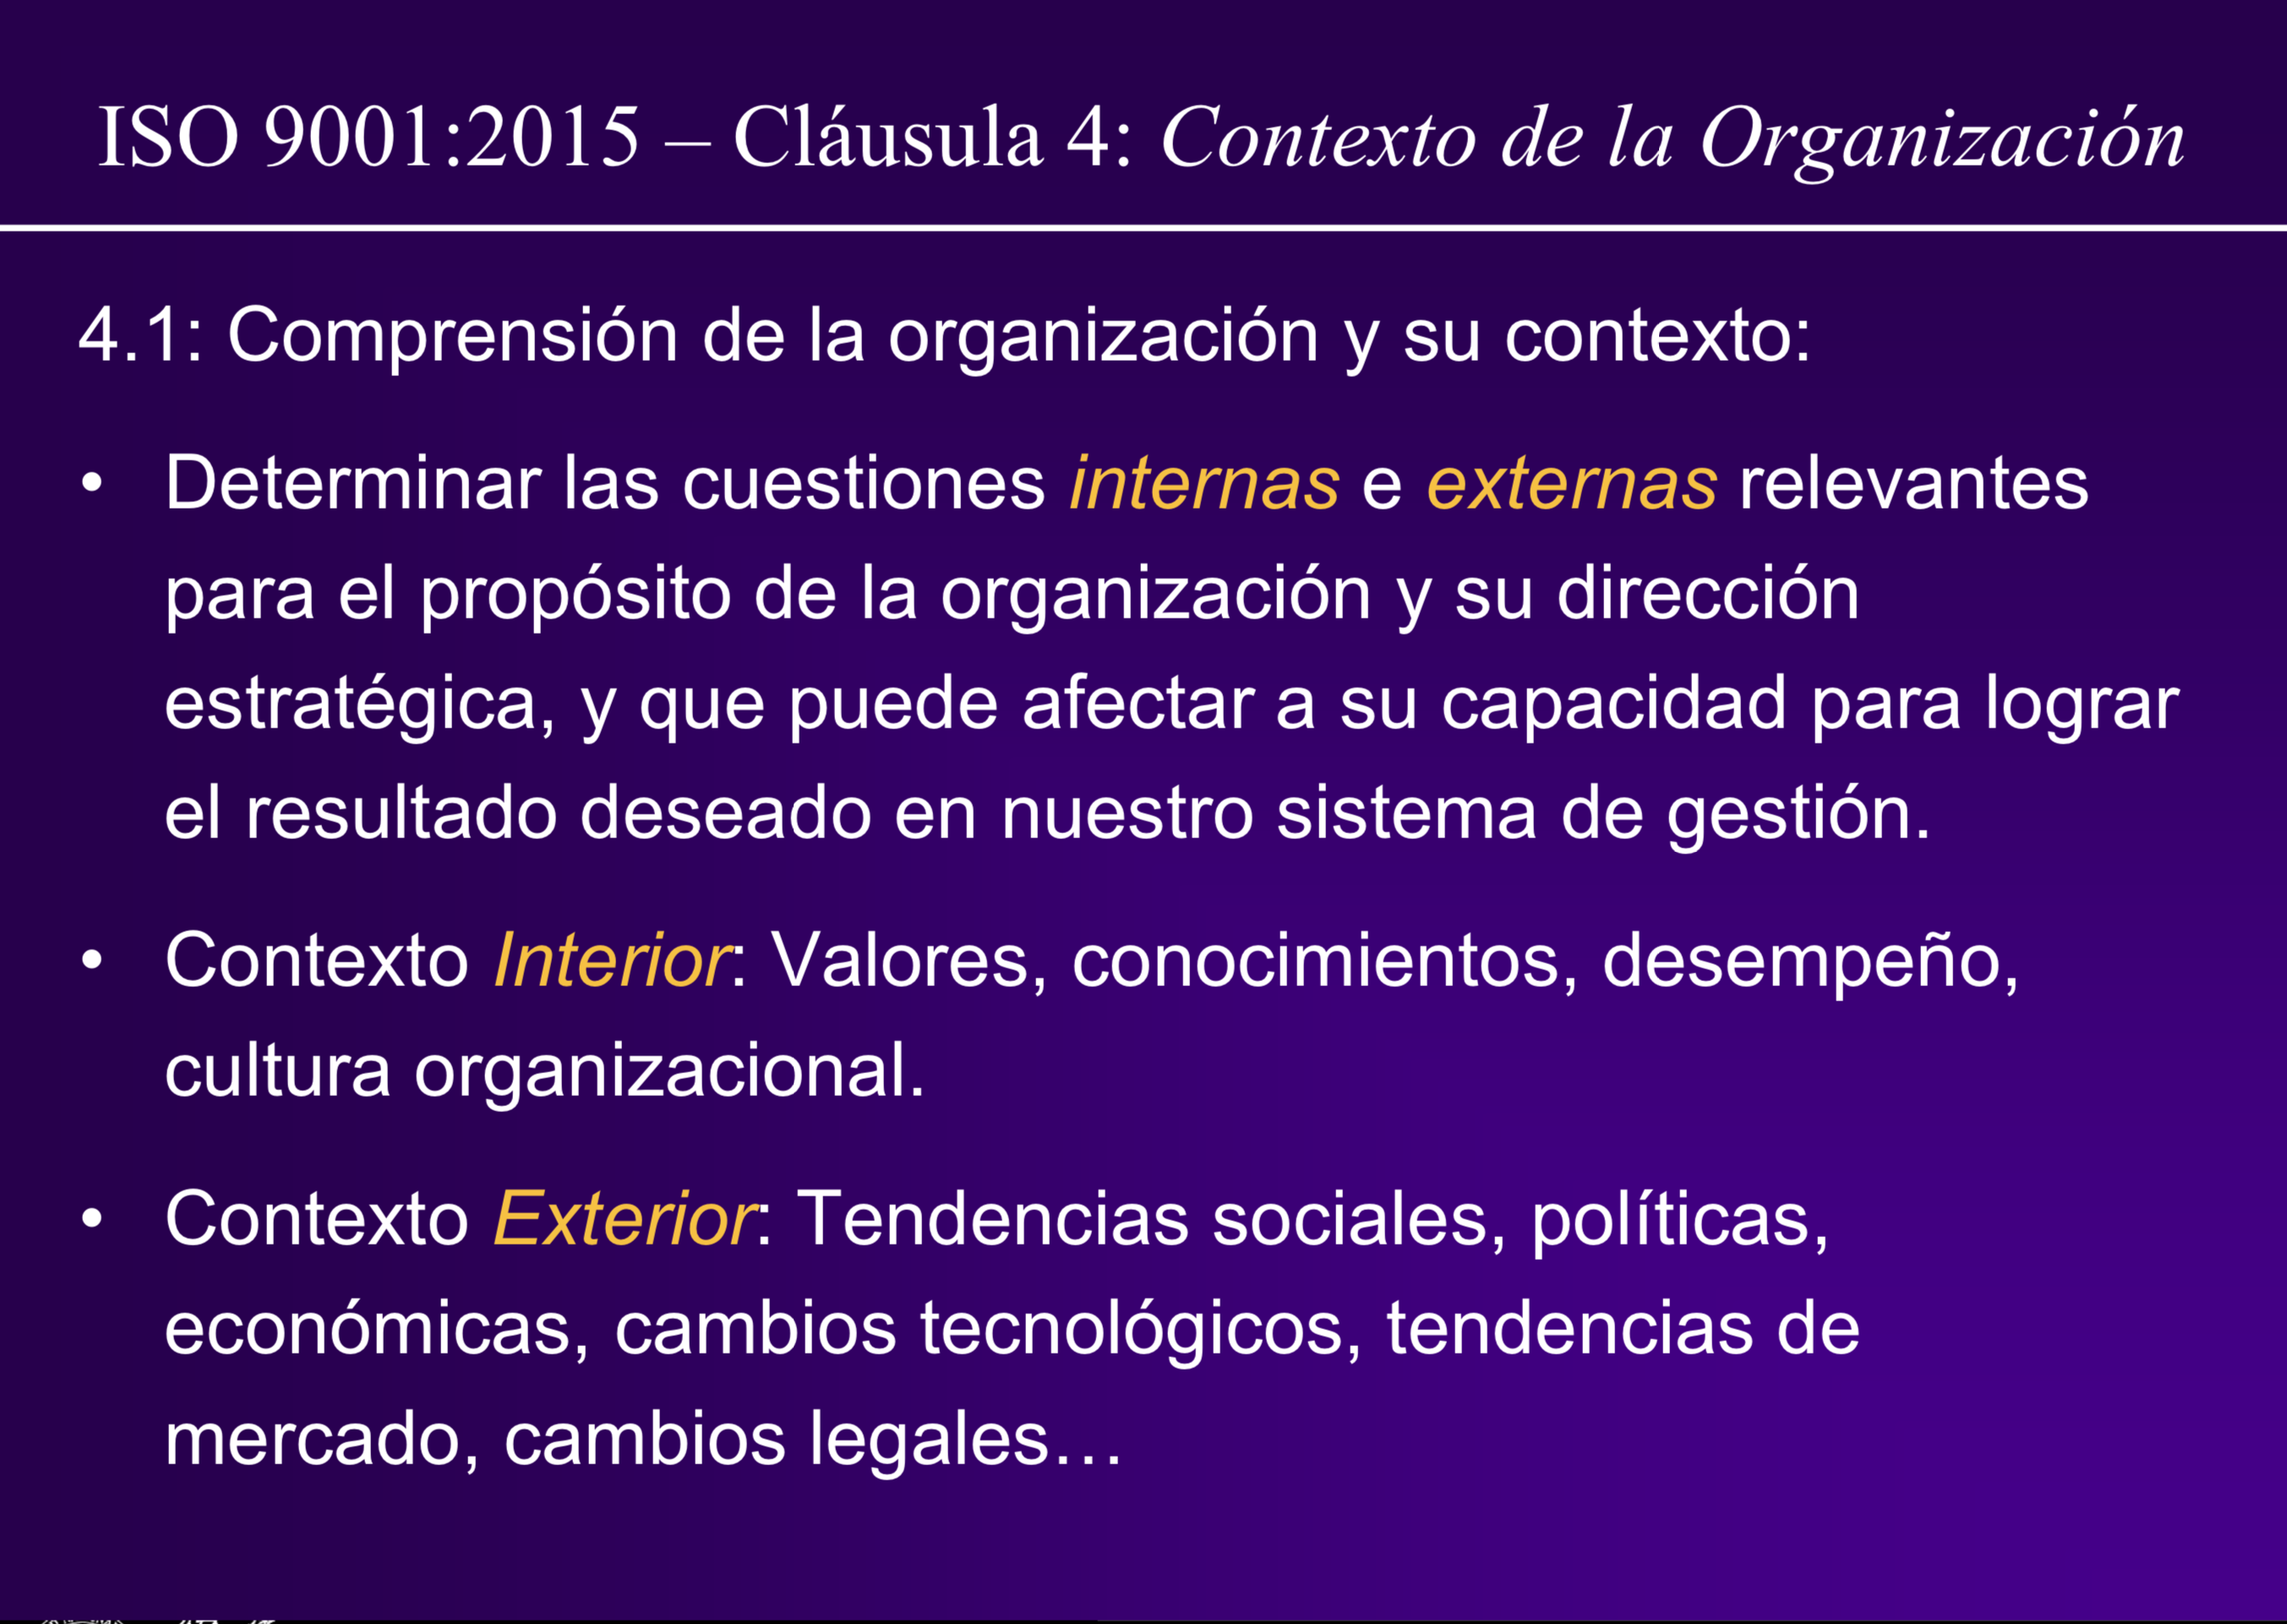 ISO 9001:2015 – Cláusula 4: Contexto de la Organización
4.1: Comprensión de la organización y su contexto:
• Determinar las cuestiones internas e externas relevantes
para el propósito de la organización y su dirección
estratégica, y que puede afectar a su capacidad para lograr
el resultado deseado en nuestro sistema de gestión.
• Contexto Interior: Valores, conocimientos, desempeño,
cultura organizacional.
• Contexto Exterior: Tendencias sociales, políticas,
económicas, cambios tecnológicos, tendencias de
mercado, cambios legales…